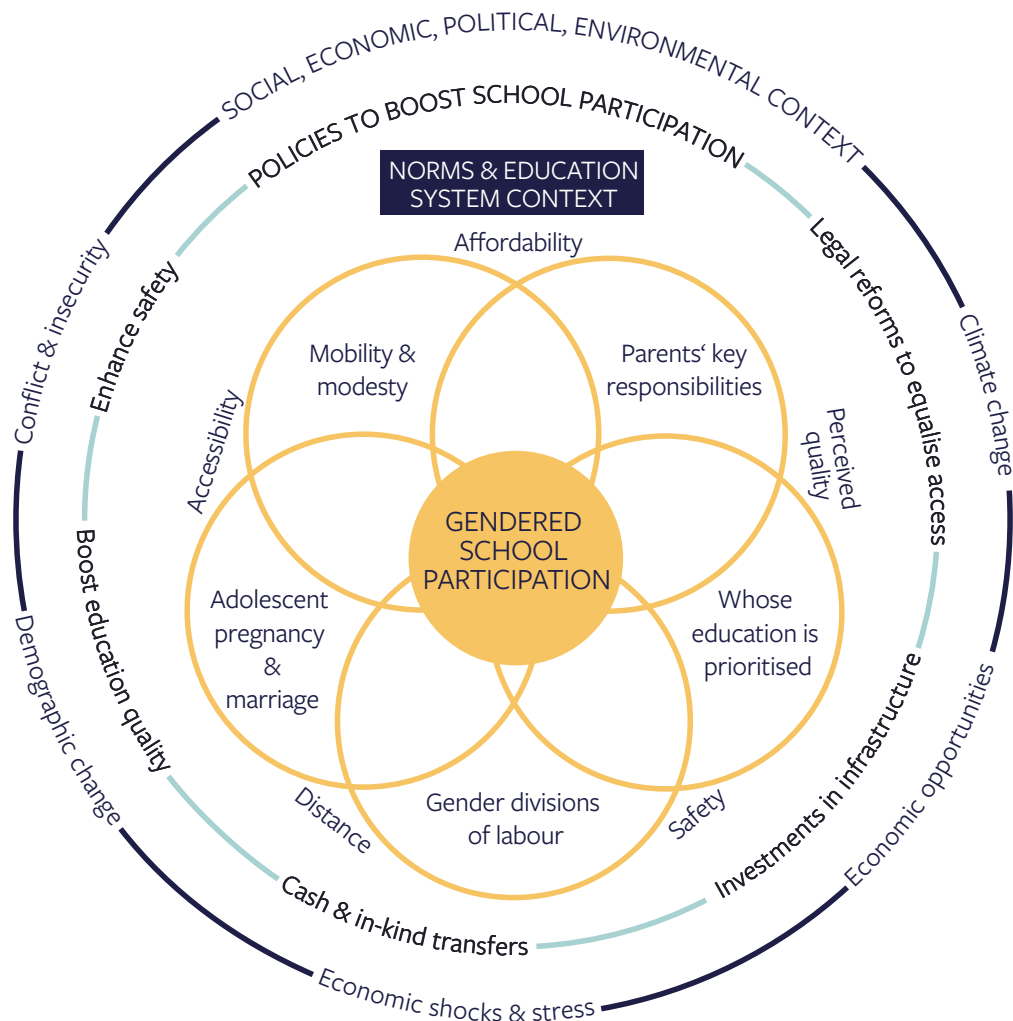 SOCIAL, ECONOMIC, POLITICAL, ENVIRONMENTAL CONTEXT
POLICIES TO BOOST SCHOOL PARTICIPATION
NORMS & EDUCATION
SYSTEM CONTEXT
Affordability
Mobility &
modesty
Parents‘ key
responsibilities
Accessibility
Perceived
quality
GENDERED
SCHOOL
PARTICIPATION
Adolescent
pregnancy
&
marriage
Whose
education is
prioritised
Gender divisions
of labour
Distance
Safety
Enhance safety
Legal reforms to equalise access
Boost education quality
Investments in infrastructure
Cash & in-kind transfers
Conflict & insecurity
Climate change
Demographic change
Economic opportunities
Economic shocks & stress